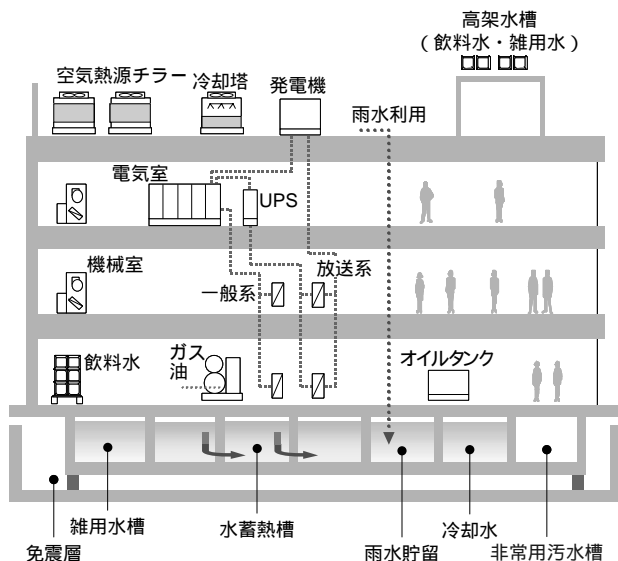 高架水槽
(飲料水・雑用水)
空気熱源チラー
冷却塔
発電機
雨水利用
電気室
UPS
機械室
一般系
放送系
飲料水
ガス
油
オイルタンク
雑用水槽
水蓄熱槽
冷却水
免震層
雨水貯留
非常用汚水槽